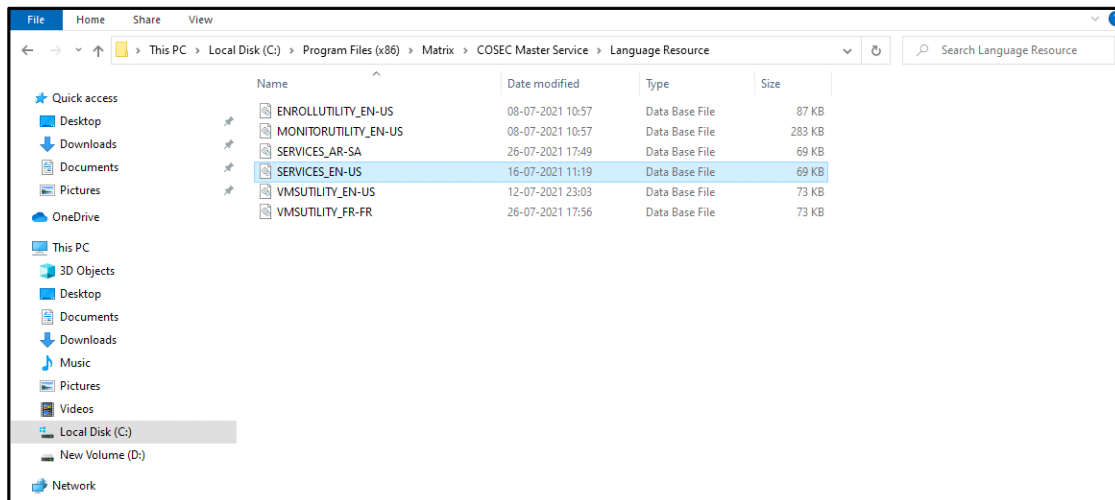 File Home Share View
This PC > Local Disk (C:) > Program Files (x86) > Matrix > COSEC Master Service > Language Resource
Search Language Resource
Name Date modified Type Size
Quick access
Desktop
Downloads
Documents
Pictures
OneDrive
This PC
3D Objects
Desktop
Documents
Downloads
Music
Pictures
Videos
Local Disk (C:)
New Volume (D:)
Network
ENROLLUTILITY_EN-US 08-07-2021 10:57 Data Base File 87 KB
MONITORUTILITY_EN-US 08-07-2021 10:57 Data Base File 283 KB
SERVICES_AR-SA 26-07-2021 17:49 Data Base File 69 KB
SERVICES_EN-US 16-07-2021 11:19 Data Base File 69 KB
VMSUTILITY_EN-US 12-07-2021 23:03 Data Base File 73 KB
VMSUTILITY_FR-FR 26-07-2021 17:56 Data Base File 73 KB